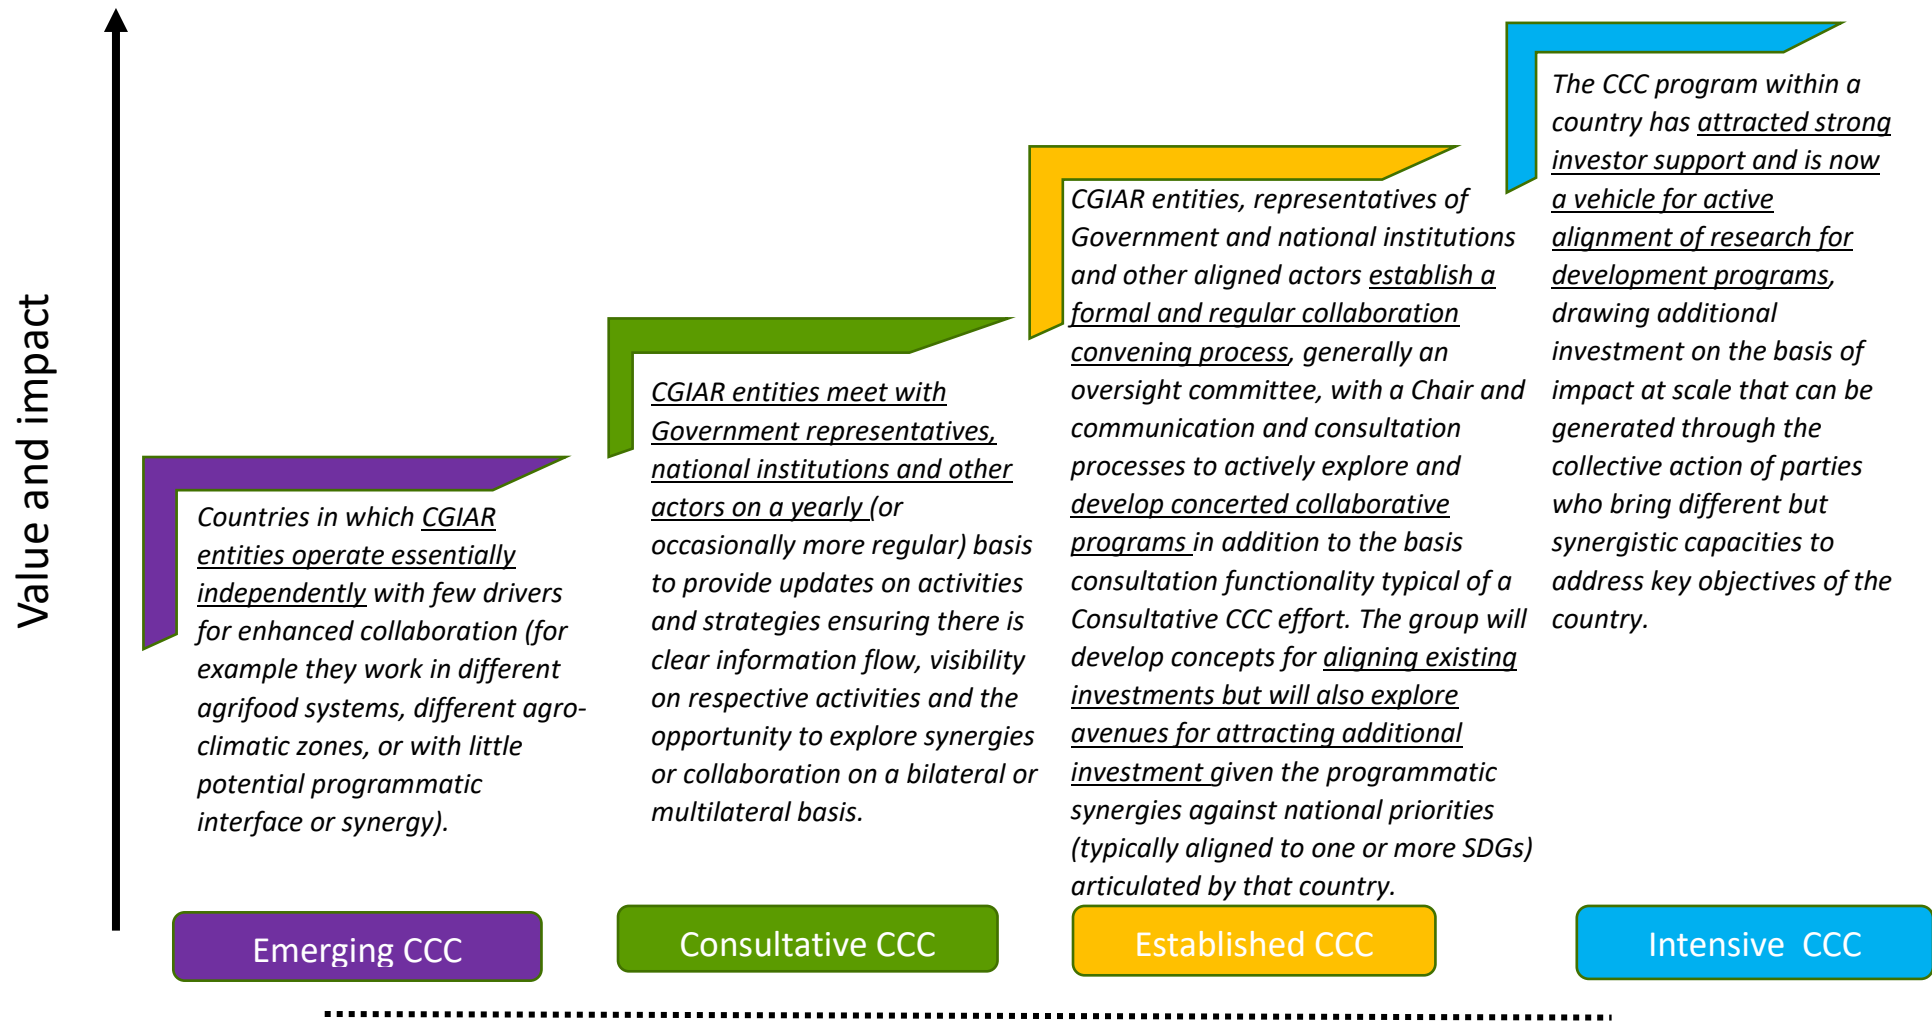 Value and impact
Countries in which CGIAR
entities operate essentially
independently with few drivers
for enhanced collaboration (for
example they work in different
agrifood systems, different agro-
climatic zones, or with little
potential programmatic
interface or synergy).
Emerging CCC
CGIAR entities meet with
Government representatives,
national institutions and other
actors on a yearly (or
occasionally more regular) basis
to provide updates on activities
and strategies ensuring there is
clear information flow, visibility
on respective activities and the
opportunity to explore synergies
or collaboration on a bilateral or
multilateral basis.
Consultative CCC
CGIAR entities, representatives of
Government and national institutions
and other aligned actors establish a
formal and regular collaboration
convening process, generally an
oversight committee, with a Chair and
communication and consultation
processes to actively explore and
develop concerted collaborative
programs in addition to the basis
consultation functionality typical of a
Consultative CCC effort. The group will
develop concepts for aligning existing
investments but will also explore
avenues for attracting additional
investment given the programmatic
synergies against national priorities
(typically aligned to one or more SDGs)
articulated by that country.
Established CCC
The CCC program within a
country has attracted strong
investor support and is now
a vehicle for active
alignment of research for
development programs,
drawing additional
investment on the basis of
impact at scale that can be
generated through the
collective action of parties
who bring different but
synergistic capacities to
address key objectives of the
country.
Intensive CCC